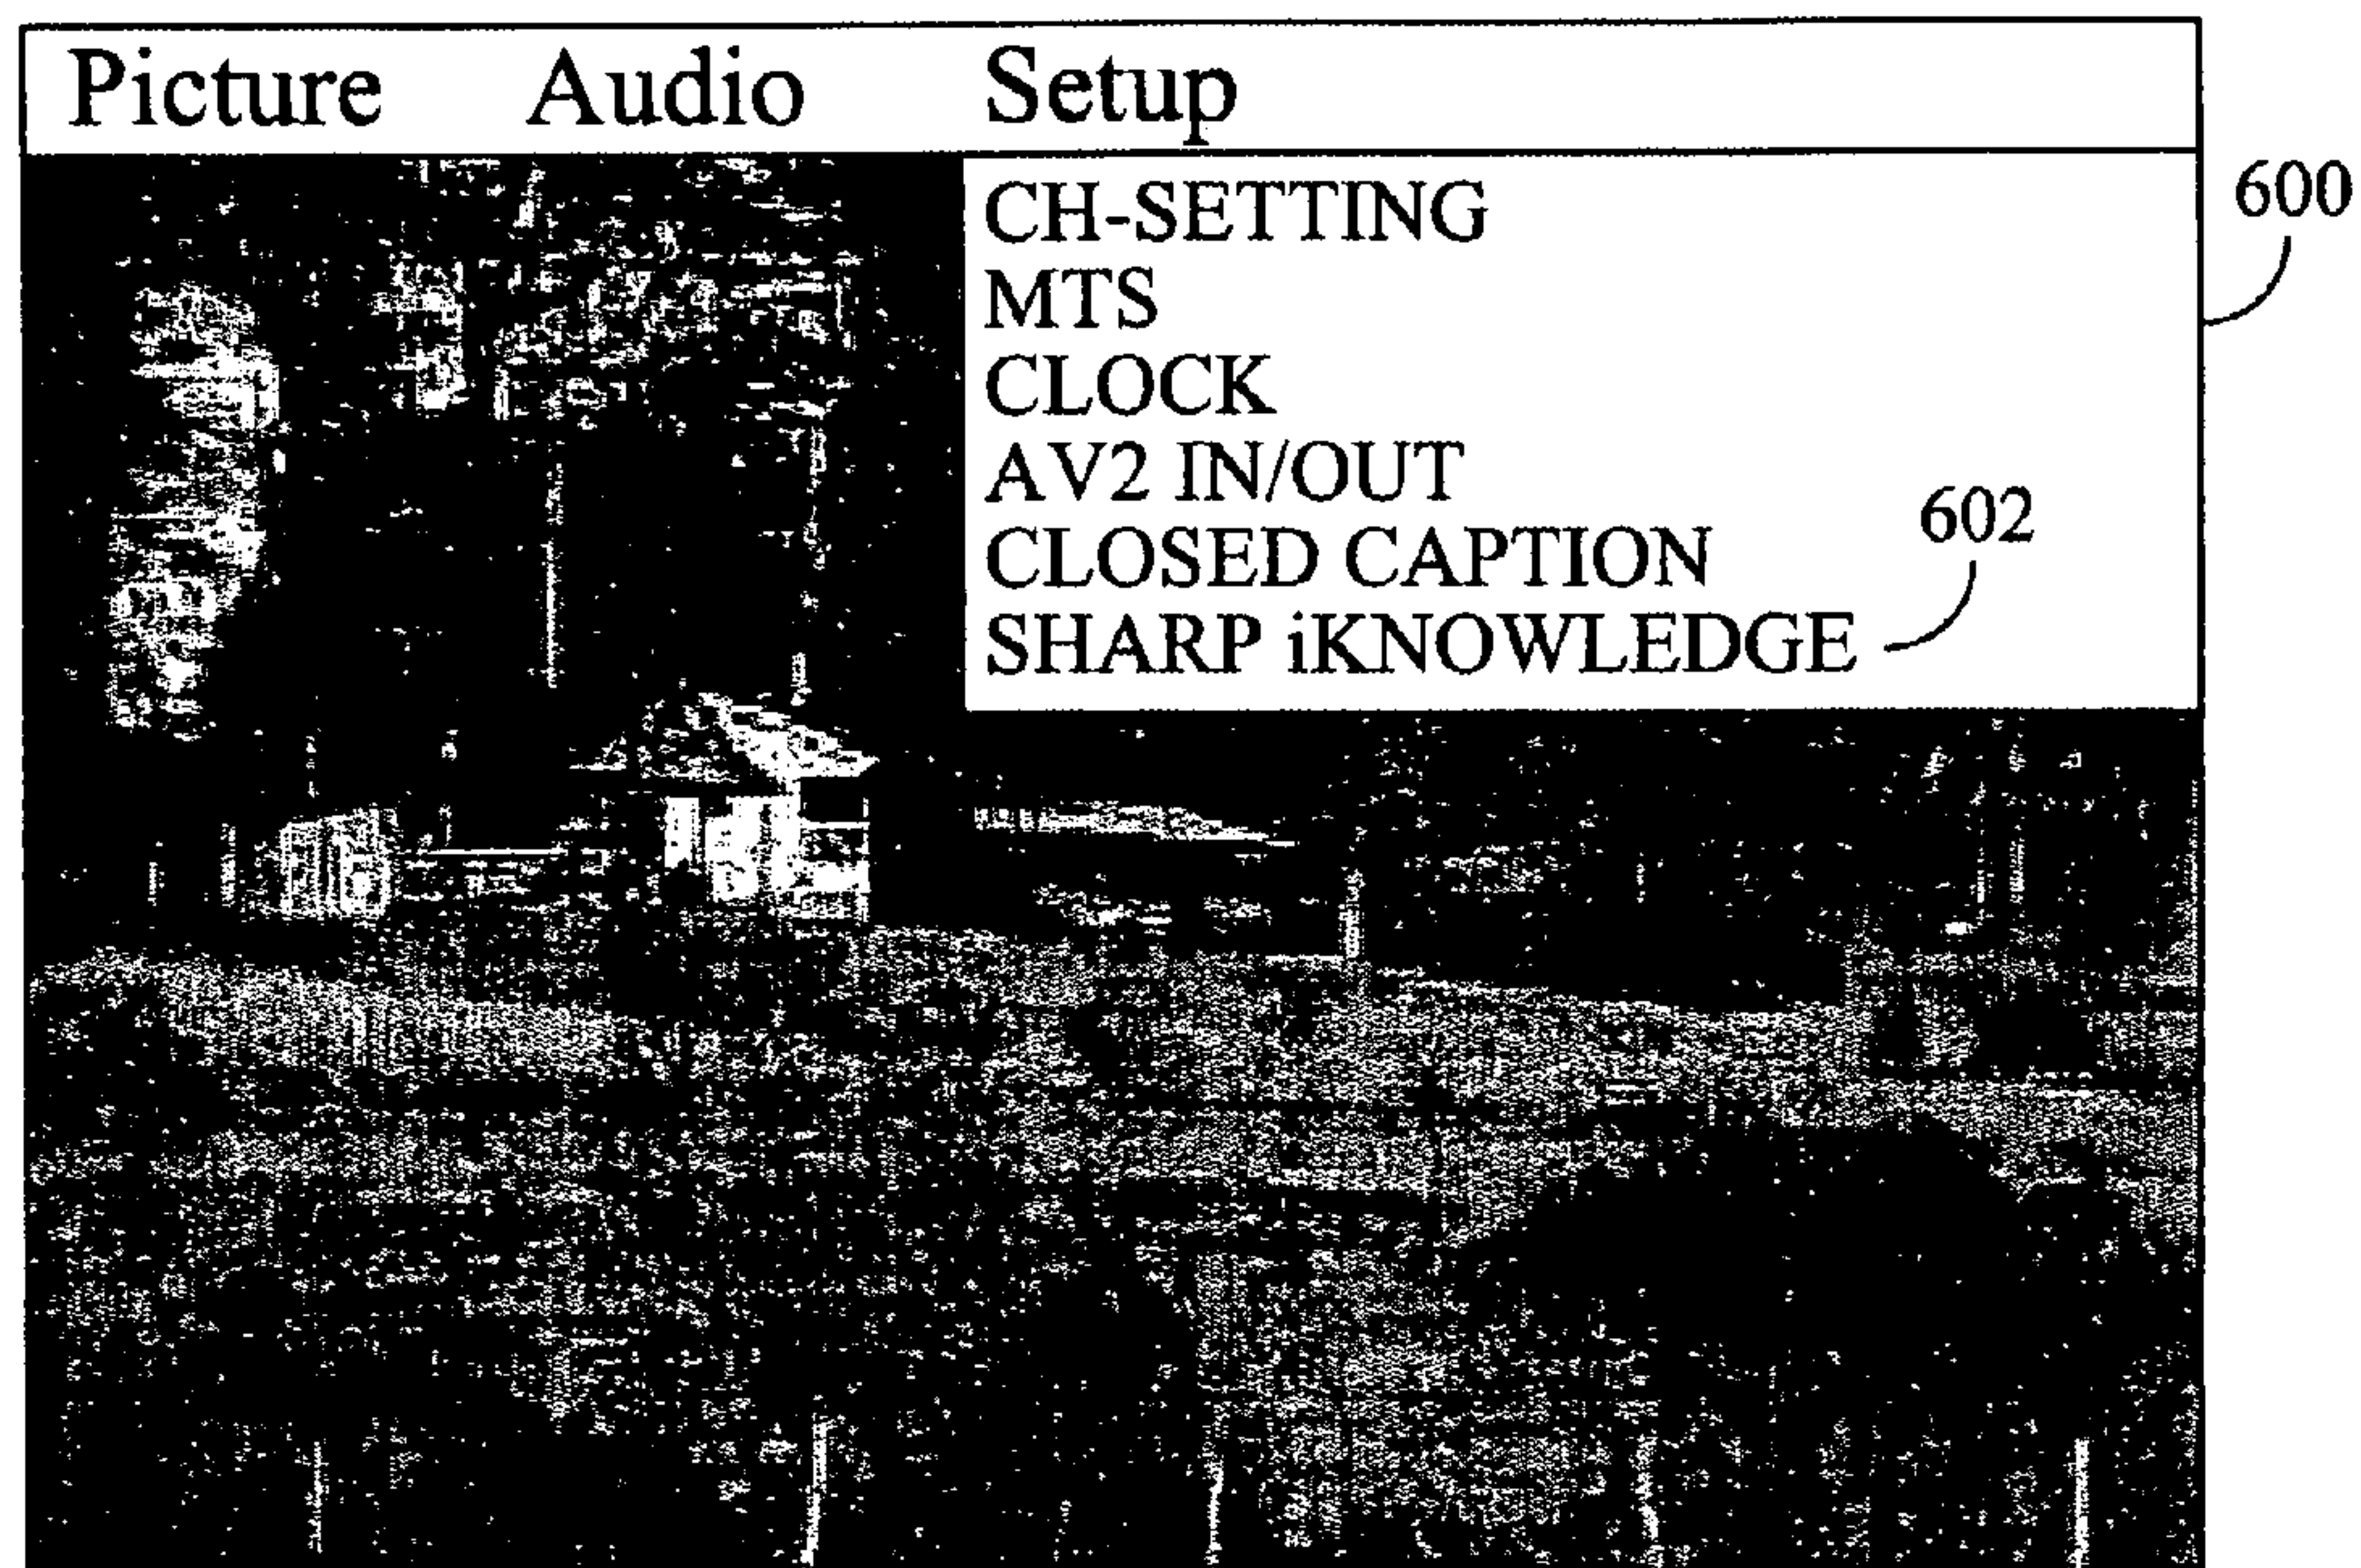 Picture Audio Setup
CH-SETTING
600
MTS
CLOCK
AV2 IN/OUT
602
CLOSED CAPTION
SHARP iKNOWLEDGE